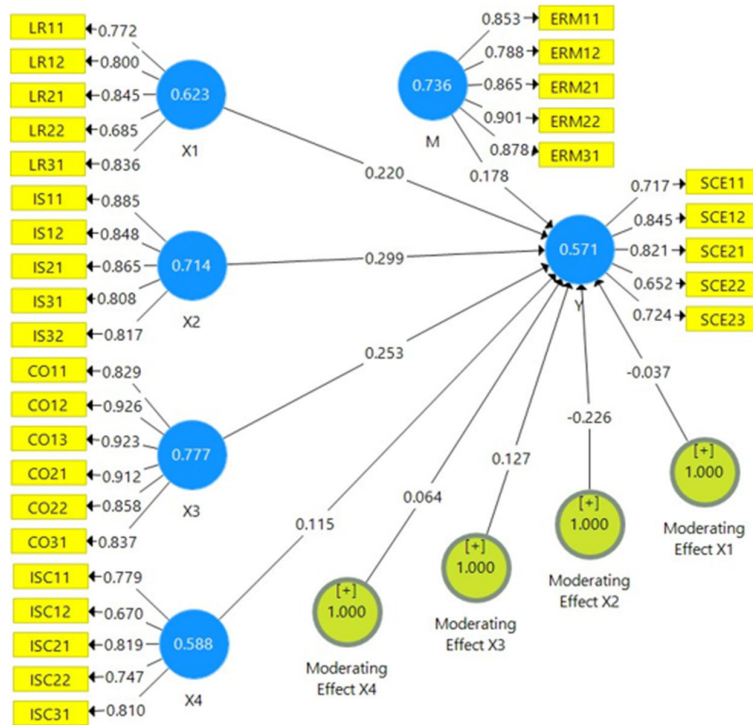 LR11
0.772
LR12
0.800
LR21
0.845
LR22
0.685
LR31
0.836
0.623
X1
IS11
0.885
IS12
0.848
IS21
0.865
IS31
0.808
IS32
0.817
0.714
X2
CO11
0.829
CO12
0.926
CO13
0.923
CO21
0.912
CO22
0.858
CO31
0.837
0.777
X3
ISC11
0.779
ISC12
0.670
ISC21
0.819
ISC22
0.747
ISC31
0.810
0.588
X4
0.736
M
0.853
ERM11
0.788
ERM12
0.865
ERM21
0.901
ERM22
0.878
ERM31
0.178
0.220
0.299
0.253
0.115
0.571
Y
0.717
SCE11
0.845
SCE12
0.821
SCE21
0.652
SCE22
0.724
SCE23
0.064
0.127
-0.226
-0.037
[+]
1.000
Moderating
Effect X4
[+]
1.000
Moderating
Effect X3
[+]
1.000
Moderating
Effect X2
[+]
1.000
Moderating
Effect X1